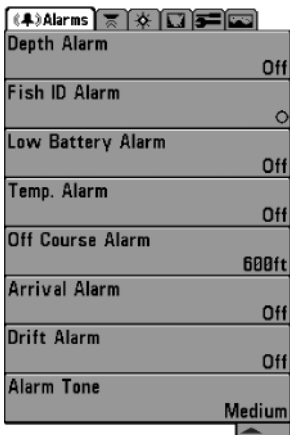 Alarms
Depth Alarm
Off
Fish ID Alarm
Low Battery Alarm
Off
Temp. Alarm
Off
Off Course Alarm
600ft
Arrival Alarm
Off
Drift Alarm
Off
Alarm Tone
Medium